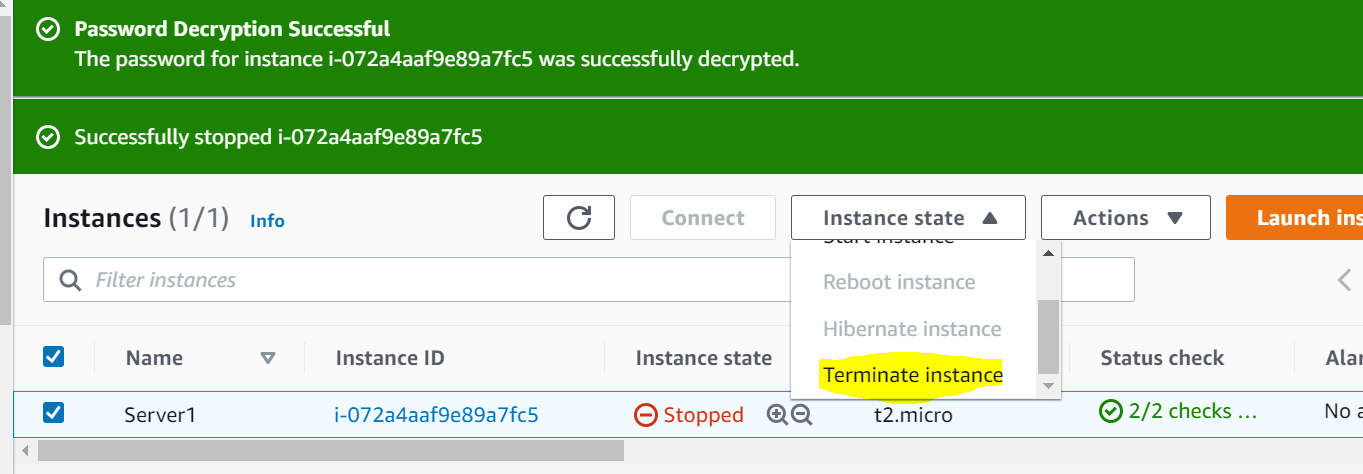 Password Decryption Successful
The password for instance i-072a4aaf9e89a7fc5 was successfully decrypted.
Successfully stopped i-072a4aaf9e89a7fc5
Instances (1/1) Info
Connect
Instance state
Actions
Launch ins
Filter instances
Start instance
Reboot instance
Hibernate instance
Terminate instance
Name
Instance ID
Instance state
Status check
Alar
Server1
i-072a4aaf9e89a7fc5
Stopped
t2.micro
2/2 checks ...
No a